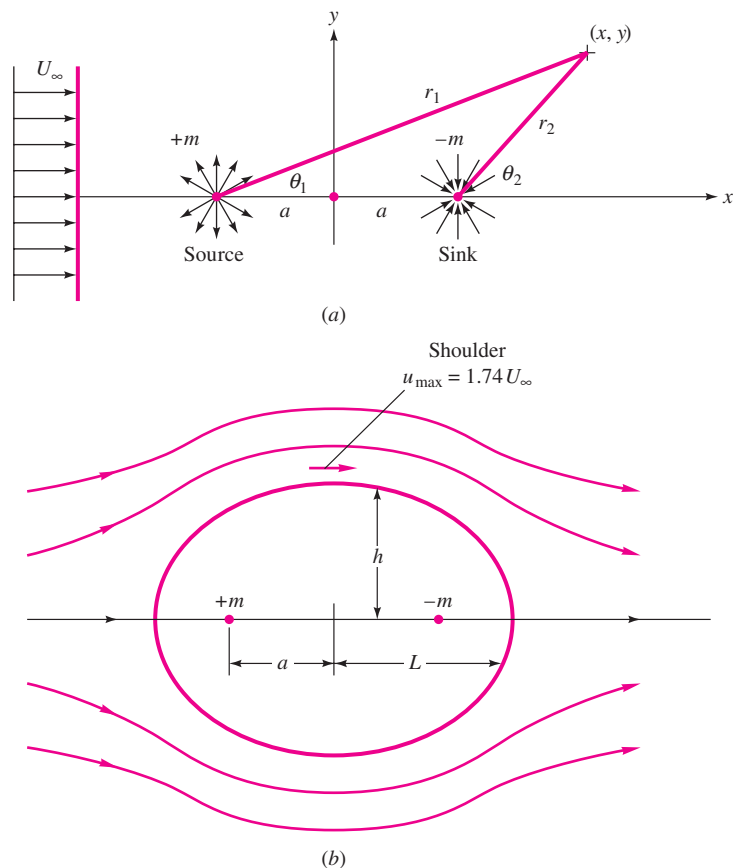 y
(x, y)
U∞
r1
r2
+m
−m
θ1
θ2
x
a
a
Source
Sink
(a)
Shoulder
umax = 1.74 U∞
h
+m
−m
a
L
(b)